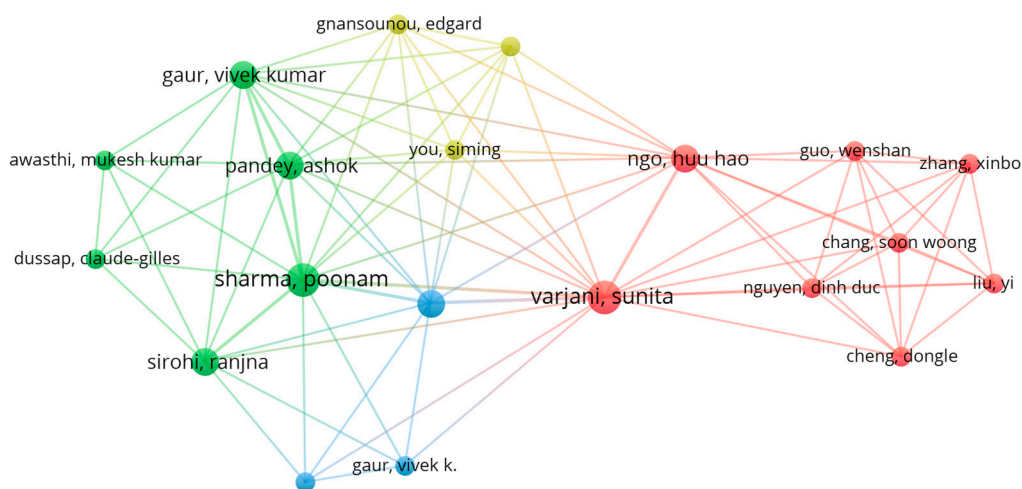 gnansounou, edgard
gaur, vivek kumar
you, siming
guo, wenshan
awasthi, mukesh kumar
pandey, ashok
ngo, huu hao
zhang, xinbo
chang, soon woong
dussap, claude-gilles
sharma, poonam
varjani, sunita
nguyen, dinh duc
liu, yi
sirohi, ranjna
cheng, dongle
gaur, vivek k.